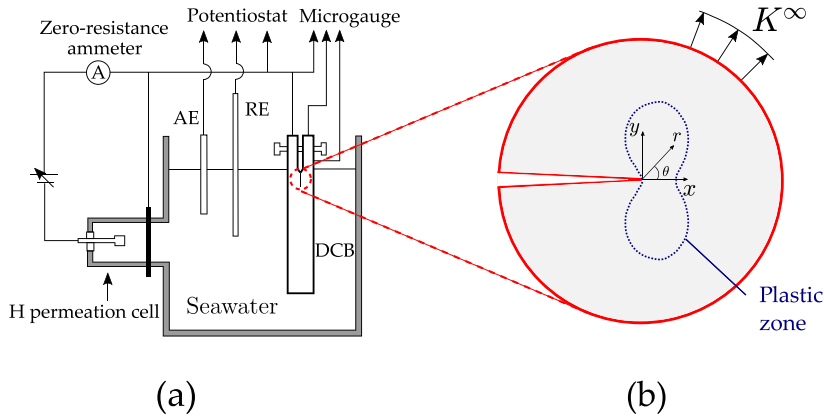 Potentiostat
Microgauge
Zero-resistance
ammeter
A
AE
RE
DCB
Seawater
H permeation cell
(a)
K∞
y
r
θ
x
Plastic
zone
(b)